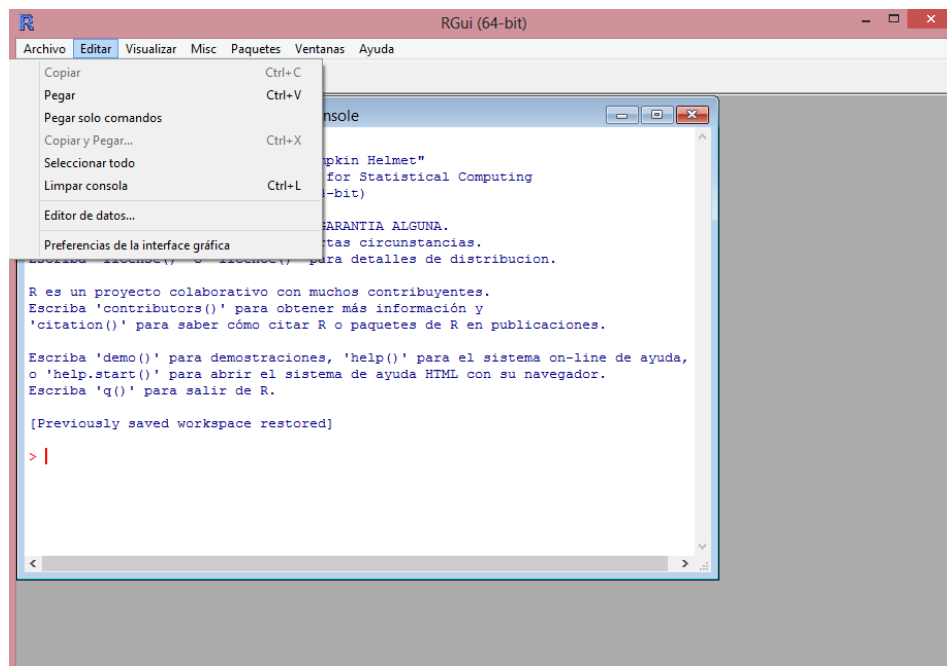 RGui (64-bit)
Archivo Editar Visualizar Misc Paquetes Ventanas Ayuda
Copiar Ctrl+C
Pegar Ctrl+V
Pegar solo comandos
Copiar y Pegar... Ctrl+X
Seleccionar todo
Limpar consola Ctrl+L
Editor de datos...
Preferencias de la interface gráfica
Helmet"
for Statistical Computing
-bit)
GARANTIA ALGUNA.
circunstancias.
Escriba 'license()' o 'licence()' para detalles de distribucion.
R es un proyecto colaborativo con muchos contribuyentes.
Escriba 'contributors()' para obtener más información y
'citation()' para saber cómo citar R o paquetes de R en publicaciones.
Escriba 'demo()' para demostraciones, 'help()' para el sistema on-line de ayuda,
o 'help.start()' para abrir el sistema de ayuda HTML con su navegador.
Escriba 'q()' para salir de R.
[Previously saved workspace restored]
>